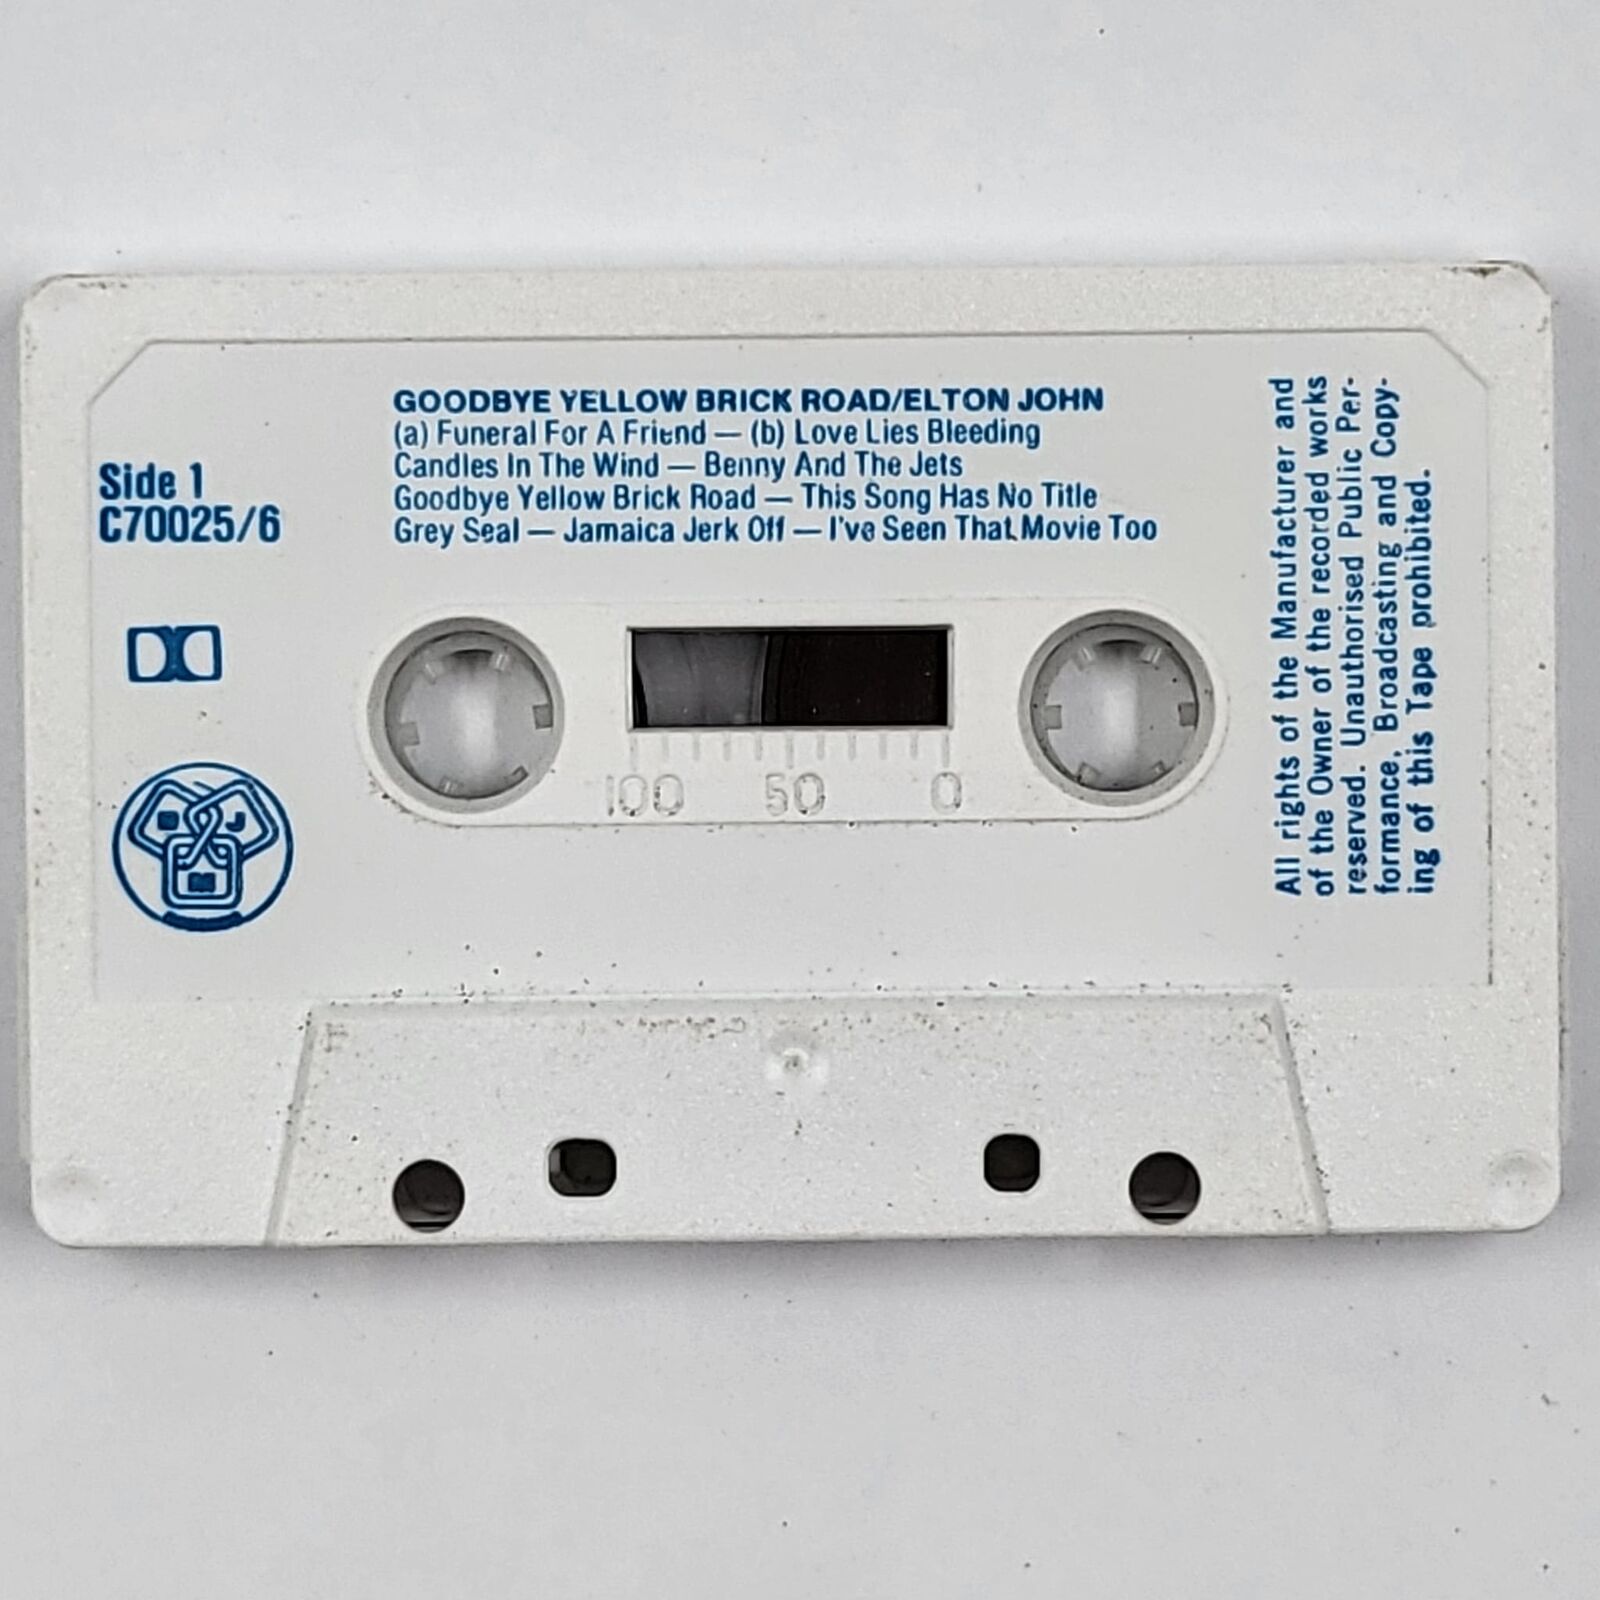 GOODBYE YELLOW BRICK ROAD/ELTON JOHN
(a) Funeral For A Friend — (b) Love Lies Bleeding
Candles In The Wind — Benny And The Jets
Goodbye Yellow Brick Road — This Song Has No Title
Grey Seal — Jamaica Jerk Off — I've Seen That Movie Too
Side 1
C70025/6
D J
100 50 0
All rights of the Manufacturer and
of the Owner of the recorded works
reserved. Unauthorised Public Per-
formance, Broadcasting and Copy-
ing of this Tape prohibited.